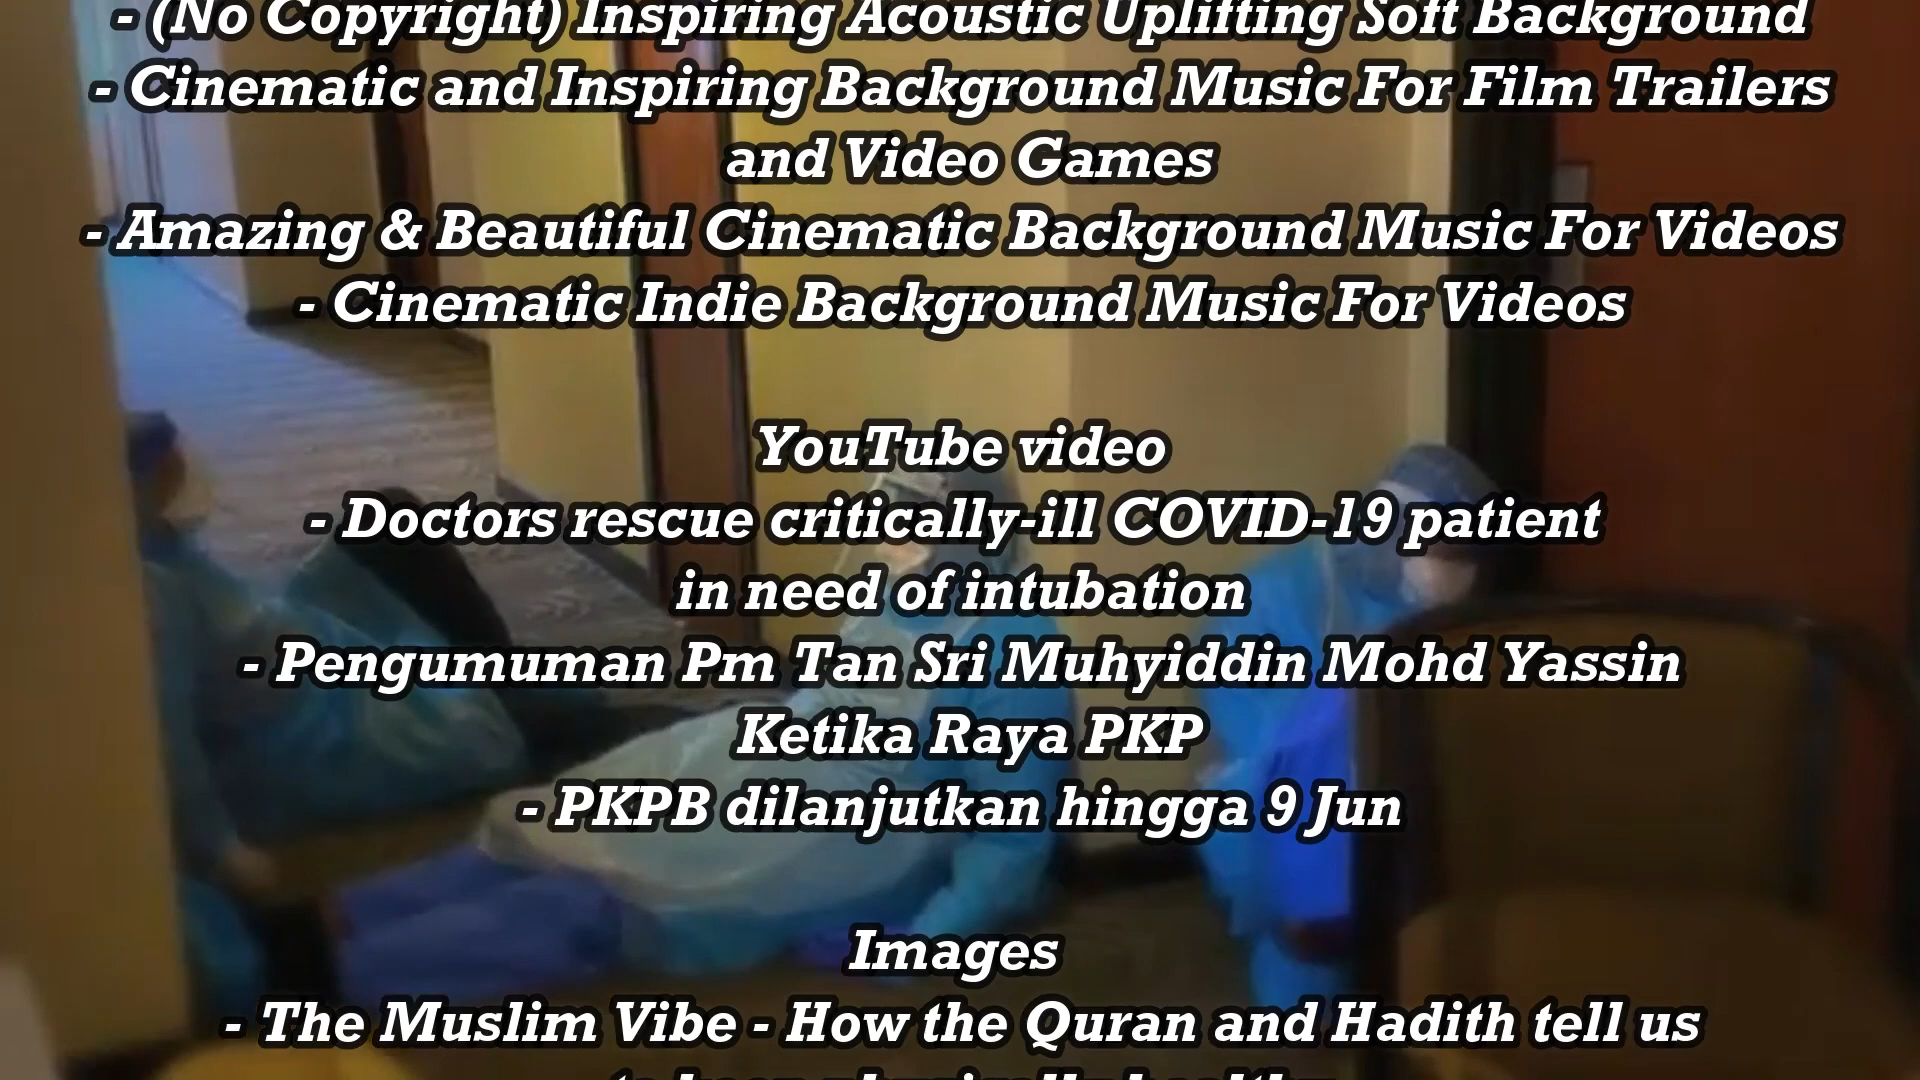 - (No Copyright) Inspiring Acoustic Uplifting Soft Background
- Cinematic and Inspiring Background Music For Film Trailers
and Video Games
- Amazing & Beautiful Cinematic Background Music For Videos
- Cinematic Indie Background Music For Videos
YouTube video
- Doctors rescue critically-ill COVID-19 patient
in need of intubation
- Pengumuman Pm Tan Sri Muhyiddin Mohd Yassin
Ketika Raya PKP
- PKPB dilanjutkan hingga 9 Jun
Images
- The Muslim Vibe - How the Quran and Hadith tell us